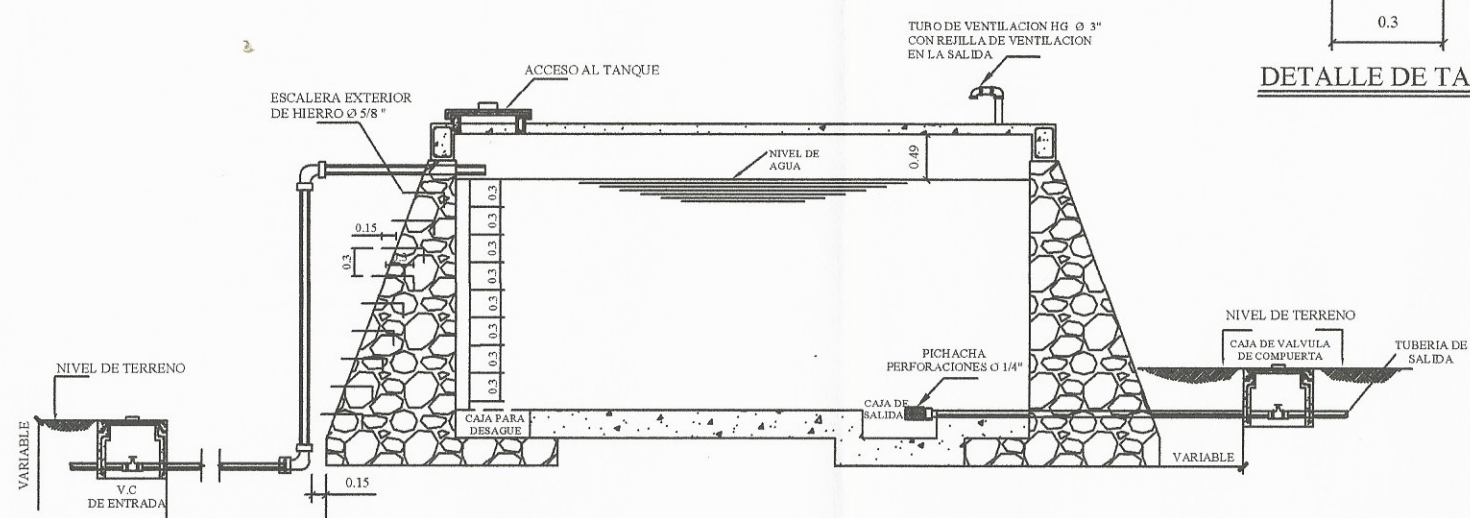 0.3
DETALLE DE TA
TUBO DE VENTILACION HG Ø 3"
CON REJILLA DE VENTILACION
EN LA SALIDA
ACCESO AL TANQUE
ESCALERA EXTERIOR
DE HIERRO Ø 5/8 "
NIVEL DE
AGUA
0.49
0.3
0.3
0.3
0.3
0.3
0.3
0.3
0.3
0.15
0.3
0.3
NIVEL DE TERRENO
CAJA DE VALVULA
DE COMPUERTA
TUBERIA DE
SALIDA
PICHACHA
PERFORACIONES Ø 1/4"
CAJA DE
SALIDA
NIVEL DE TERRENO
CAJA PARA
DESAGUE
VARIABLE
VARIABLE
V.C
DE ENTRADA
0.15